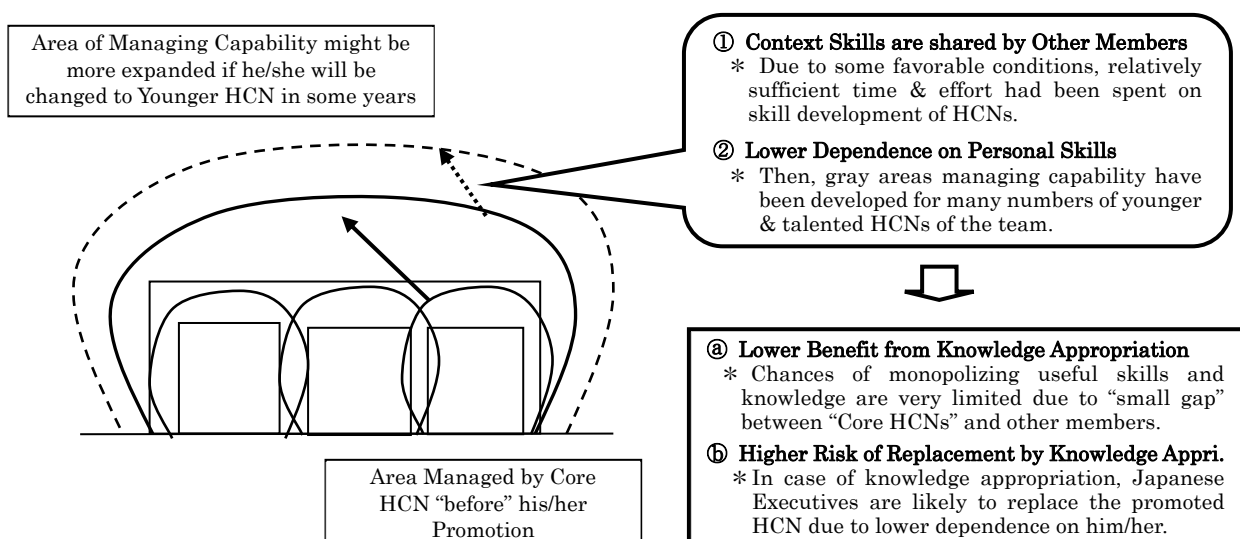 Area of Managing Capability might be
more expanded if he/she will be
changed to Younger HCN in some years
① Context Skills are shared by Other Members
＊ Due to some favorable conditions, relatively
sufficient time & effort had been spent on
skill development of HCNs.
② Lower Dependence on Personal Skills
＊ Then, gray areas managing capability have
been developed for many numbers of younger
& talented HCNs of the team.
Area Managed by Core
HCN “before” his/her
Promotion
ⓐ Lower Benefit from Knowledge Appropriation
＊ Chances of monopolizing useful skills and
knowledge are very limited due to “small gap”
between “Core HCNs” and other members.
ⓑ Higher Risk of Replacement by Knowledge Appri.
＊In case of knowledge appropriation, Japanese
Executives are likely to replace the promoted
HCN due to lower dependence on him/her.